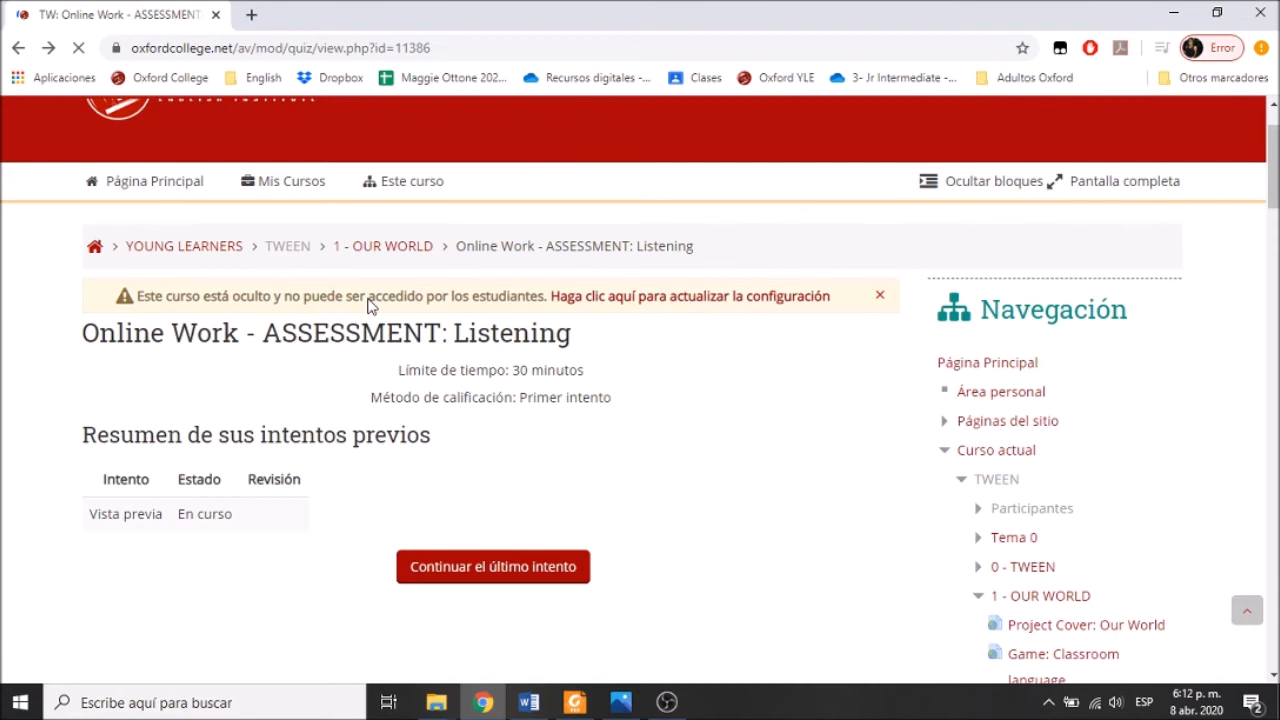 TW: Online Work - ASSESSMENT
oxfordcollege.net/av/mod/quiz/view.php?id=11386
Error
Aplicaciones
Oxford College
English
Dropbox
Maggie Ottone 202...
Recursos digitales -...
Clases
Oxford YLE
3- Jr Intermediate -...
Adultos Oxford
Otros marcadores
Página Principal
Mis Cursos
Este curso
Ocultar bloques
Pantalla completa
YOUNG LEARNERS > TWEEN > 1 - OUR WORLD > Online Work - ASSESSMENT: Listening
Este curso está oculto y no puede ser accedido por los estudiantes. Haga clic aquí para actualizar la configuración
Online Work - ASSESSMENT: Listening
Límite de tiempo: 30 minutos
Método de calificación: Primer intento
Resumen de sus intentos previos
Intento Estado Revisión
Vista previa En curso
Continuar el último intento
Navegación
Página Principal
Área personal
Páginas del sitio
Curso actual
TWEEN
Participantes
Tema 0
0 - TWEEN
1 - OUR WORLD
Project Cover: Our World
Game: Classroom
language
Escribe aquí para buscar
ESP
6:12 p. m.
8 abr. 2020
2